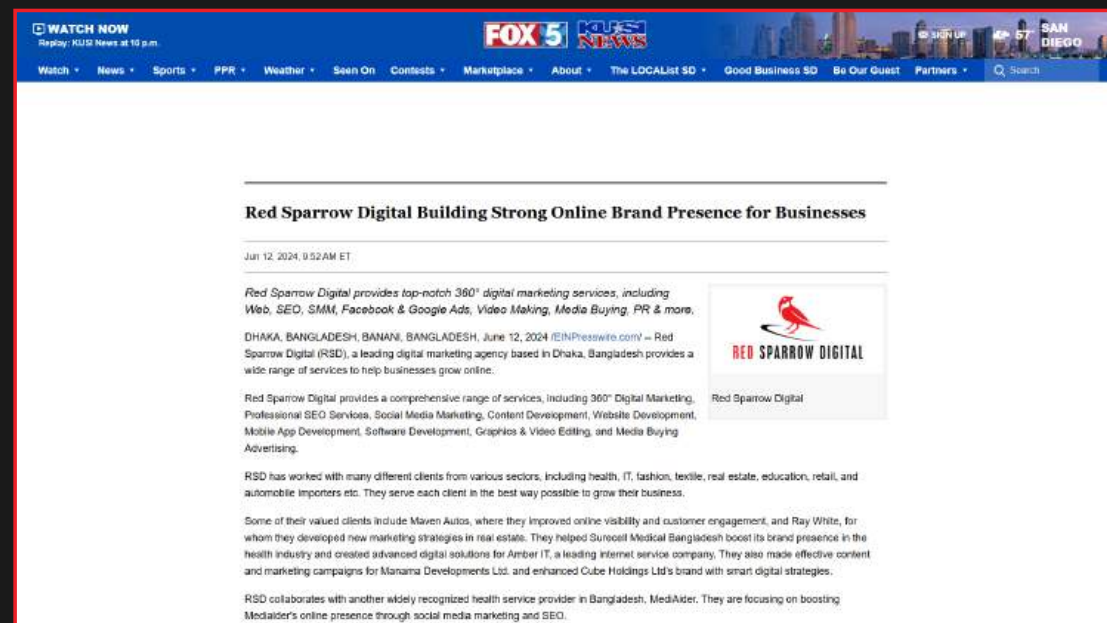 WATCH NOW
Replay: KUSI News at 10 p.m.
FOX 5 KUSI NEWS
SIGN UP
57°
SAN DIEGO
Watch News Sports PPR Weather Seen On Contests Marketplace About The LOCAList SD Good Business SD Be Our Guest Partners Search
Red Sparrow Digital Building Strong Online Brand Presence for Businesses
Jun 12, 2024, 9:52 AM ET
Red Sparrow Digital provides top-notch 360° digital marketing services, including
Web, SEO, SMM, Facebook & Google Ads, Video Making, Media Buying, PR & more.
RED SPARROW DIGITAL
Red Sparrow Digital
DHAKA, BANGLADESH, BANANI, BANGLADESH, June 12, 2024 /EINPresswire.com/ -- Red
Sparrow Digital (RSD), a leading digital marketing agency based in Dhaka, Bangladesh provides a
wide range of services to help businesses grow online.
Red Sparrow Digital provides a comprehensive range of services, including 360° Digital Marketing,
Professional SEO Services, Social Media Marketing, Content Development, Website Development,
Mobile App Development, Software Development, Graphics & Video Editing, and Media Buying
Advertising.
RSD has worked with many different clients from various sectors, including health, IT, fashion, textile, real estate, education, retail, and
automobile importers etc. They serve each client in the best way possible to grow their business.
Some of their valued clients include Maven Autos, where they improved online visibility and customer engagement, and Ray White, for
whom they developed new marketing strategies in real estate. They helped Surecell Medical Bangladesh boost its brand presence in the
health industry and created advanced digital solutions for Amber IT, a leading internet service company. They also made effective content
and marketing campaigns for Manama Developments Ltd. and enhanced Cube Holdings Ltd's brand with smart digital strategies.
RSD collaborates with another widely recognized health service provider in Bangladesh, MediAider. They are focusing on boosting
Mediaider's online presence through social media marketing and SEO.